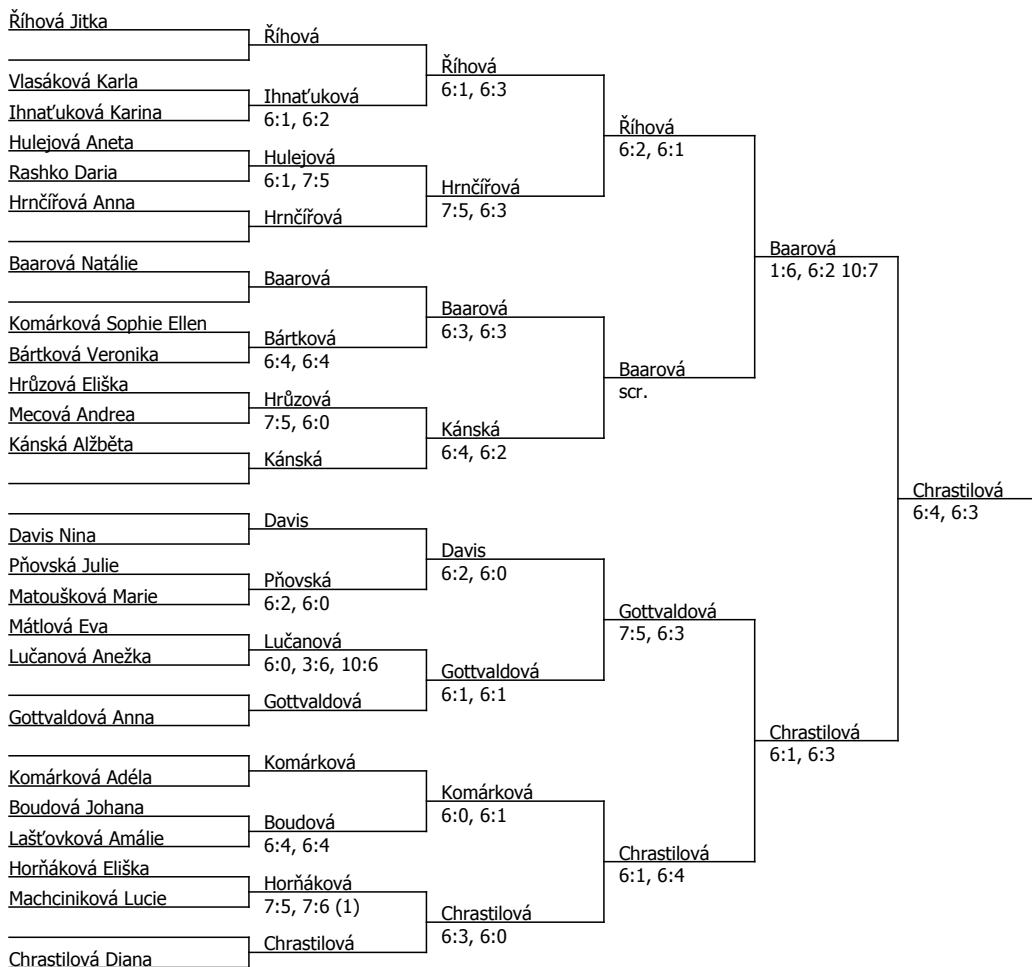 Říhová Jitka
Vlasáková Karla
Ihnaťuková Karina
Hulejová Aneta
Rashko Daria
Hrnčířová Anna
Baarová Natálie
Komárková Sophie Ellen
Bártková Veronika
Hrůzová Eliška
Mecová Andrea
Kánská Alžběta
Davis Nina
Pňovská Julie
Matoušková Marie
Mátlová Eva
Lučanová Anežka
Gottvaldová Anna
Komárková Adéla
Boudová Johana
Lašťovková Amálie
Horňáková Eliška
Machciniková Lucie
Chrastilová Diana
Říhová
Ihnaťuková
6:1, 6:2
Hulejová
6:1, 7:5
Hrnčířová
Baarová
Bártková
6:4, 6:4
Hrůzová
7:5, 6:0
Kánská
Davis
Pňovská
6:2, 6:0
Lučanová
6:0, 3:6, 10:6
Gottvaldová
Komárková
Boudová
6:4, 6:4
Horňáková
7:5, 7:6 (1)
Chrastilová
Říhová
6:1, 6:3
Hrnčířová
7:5, 6:3
Baarová
6:3, 6:3
Kánská
6:4, 6:2
Davis
6:2, 6:0
Gottvaldová
6:1, 6:1
Komárková
6:0, 6:1
Chrastilová
6:3, 6:0
Říhová
6:2, 6:1
Baarová
scr.
Gottvaldová
7:5, 6:3
Chrastilová
6:1, 6:4
Baarová
1:6, 6:2 10:7
Chrastilová
6:1, 6:3
Chrastilová
6:4, 6:3